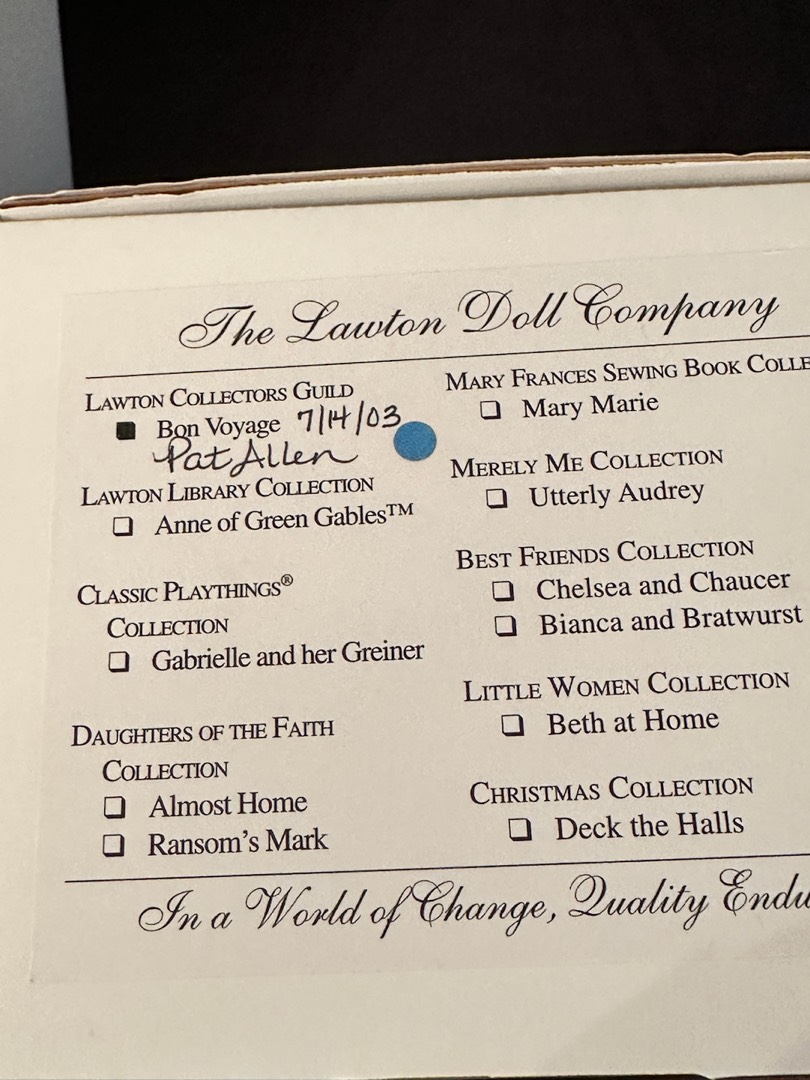 The Lawton Doll Company
LAWTON COLLECTORS GUILD
Bon Voyage 7/14/03
Pat Allen
LAWTON LIBRARY COLLECTION
Anne of Green Gables™
CLASSIC PLAYTHINGS®
COLLECTION
Gabrielle and her Greiner
DAUGHTERS OF THE FAITH
COLLECTION
Almost Home
Ransom's Mark
MARY FRANCES SEWING BOOK COLLE
Mary Marie
MERELY ME COLLECTION
Utterly Audrey
BEST FRIENDS COLLECTION
Chelsea and Chaucer
Bianca and Bratwurst
LITTLE WOMEN COLLECTION
Beth at Home
CHRISTMAS COLLECTION
Deck the Halls
In a World of Change, Quality Endu